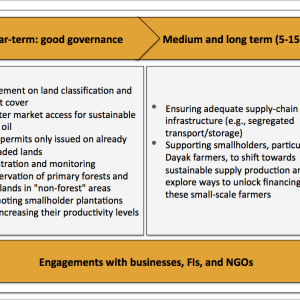 ar-term: good governance
Medium and long term (5-15
ement on land classification and
t cover
ter market access for sustainable
oil
permits only issued on already
aded lands
stration and monitoring
ervation of primary forests and
lands in "non-forest" areas
noting smallholder plantations
increasing their productivity levels
Ensuring adequate supply-chain
infrastructure (e.g., segregated
transport/storage)
Supporting smallholders, particu
Dayak farmers, to shift towards
sustainable supply production an
explore ways to unlock financing
these small-scale farmers
Engagements with businesses, FIs, and NGOs